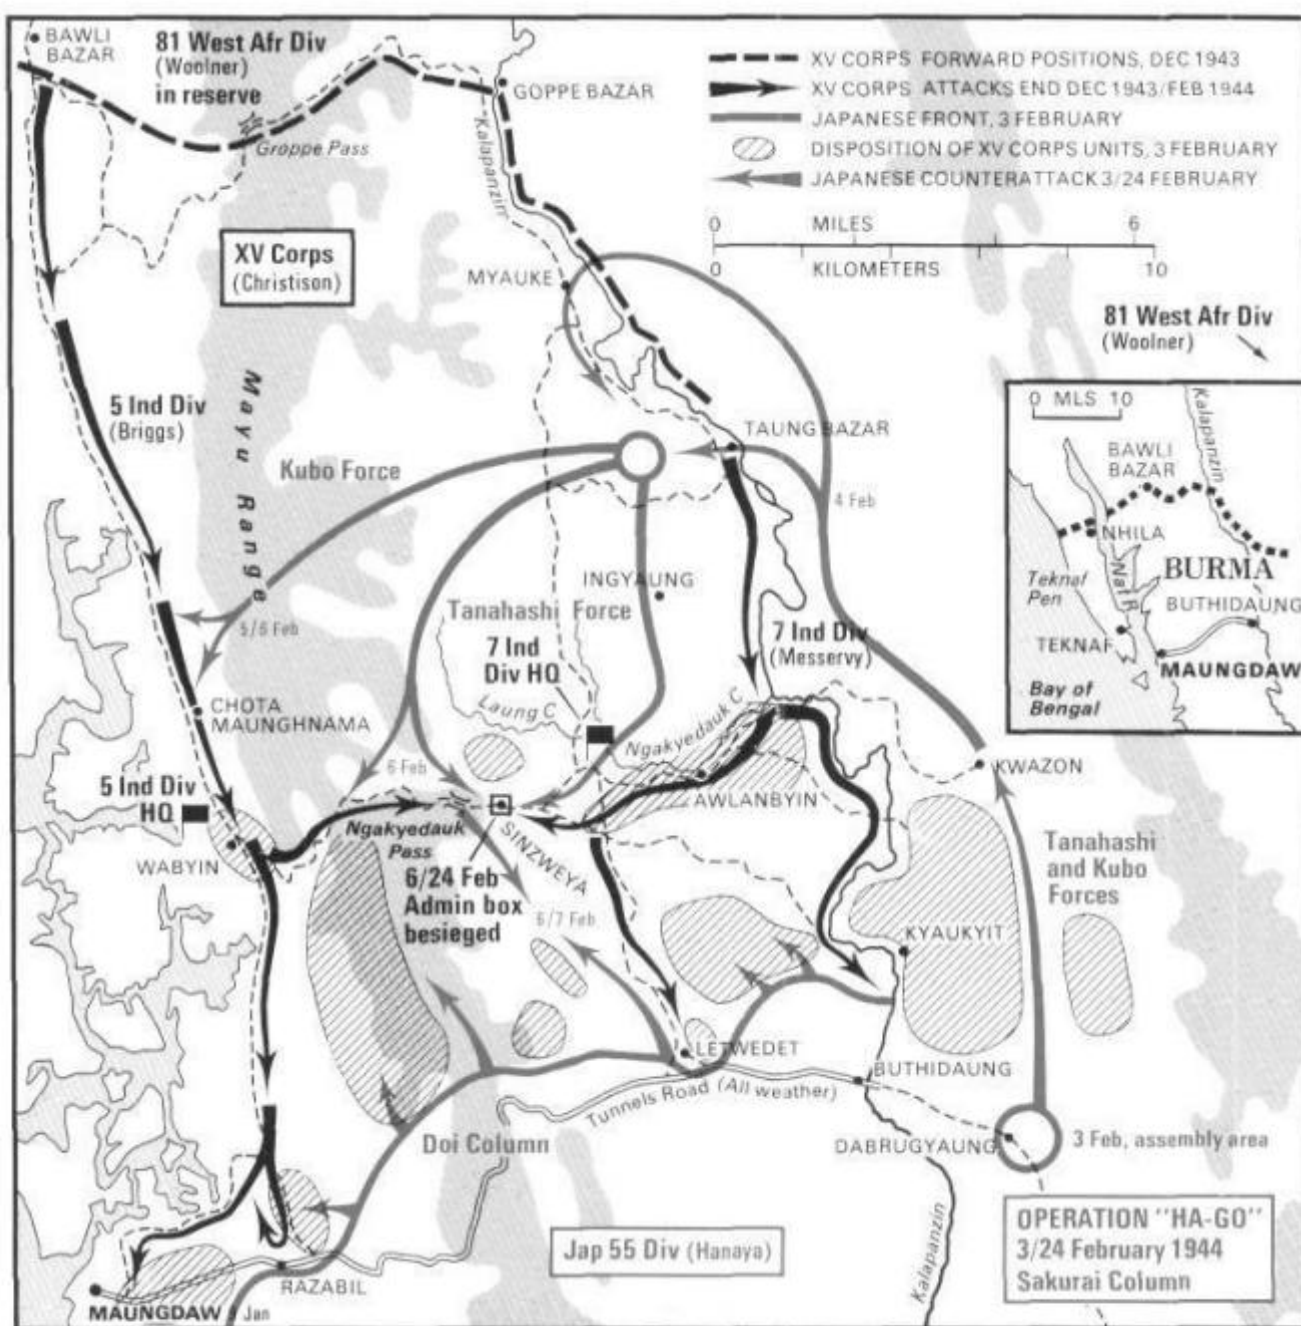 BAWLI
BAZAR
81 West Afr Div
(Woolner)
in reserve
GOPPE BAZAR
Groppe Pass
"Kalapanzin"
XV CORPS FORWARD POSITIONS, DEC 1943
XV CORPS ATTACKS END DEC 1943/FEB 1944
JAPANESE FRONT, 3 FEBRUARY
DISPOSITION OF XV CORPS UNITS, 3 FEBRUARY
JAPANESE COUNTERATTACK 3/24 FEBRUARY
0 MILES 6
0 KILOMETERS 10
XV Corps
(Christison)
MYAUKE
81 West Afr Div
(Woolner)
0 MLS 10
Kalapanzin
BAWLI
BAZAR
NHILA
Teknaf
Pen
Naf R
BURMA
BUTHIDAUNG
TEKNAF
MAUNGDAW
Bay of
Bengal
5 Ind Div
(Briggs)
Mayu Range
Kubo Force
TAUNG BAZAR
4 Feb
INGYAUNG
5/6 Feb
Tanahashi Force
7 Ind
Div HQ
7 Ind Div
(Messervy)
Laung C
Ngakyedauk C
CHOTA
MAUNGHNAMA
6 Feb
KWAZON
5 Ind Div
HQ
AWLANBYIN
Ngakyedauk
Pass
SINZWEYA
WABYIN
6/24 Feb
Admin box
besieged
6/7 Feb
Tanahashi
and Kubo
Forces
KYAUKYIT
LETWEDET
BUTHIDAUNG
Tunnels Road (All weather)
DABRUGYAUNG
3 Feb, assembly area
Doi Column
Jap 55 Div (Hanaya)
Kalapanzin
OPERATION "HA-GO"
3/24 February 1944
Sakurai Column
RAZABIL
MAUNGDAW
Jan